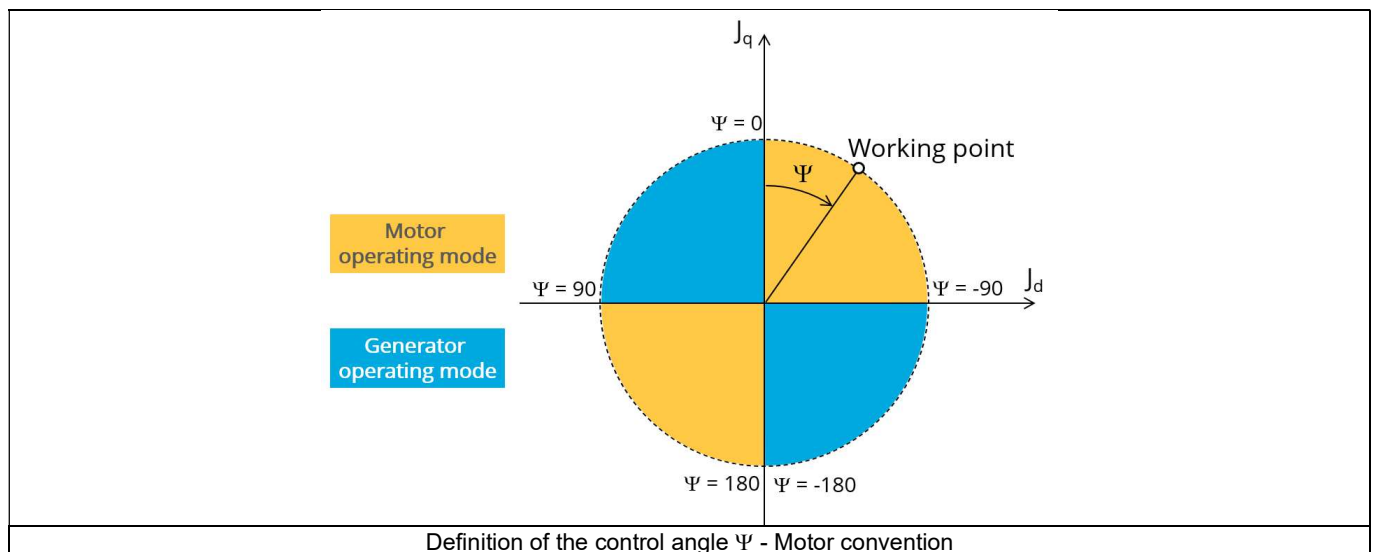 J_q
Ψ = 0
Working point
Ψ
Motor
operating mode
Ψ = 90
Ψ = -90
J_d
Generator
operating mode
Ψ = 180
Ψ = -180
Definition of the control angle Ψ - Motor convention